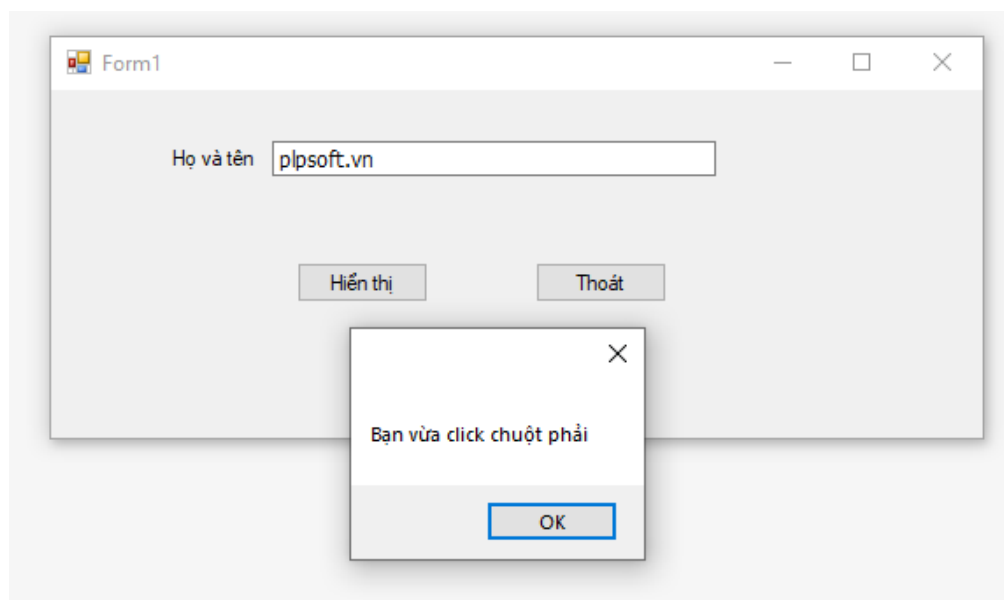 Form1
Họ và tên plpsoft.vn
Hiển thị Thoát
Bạn vừa click chuột phải
OK